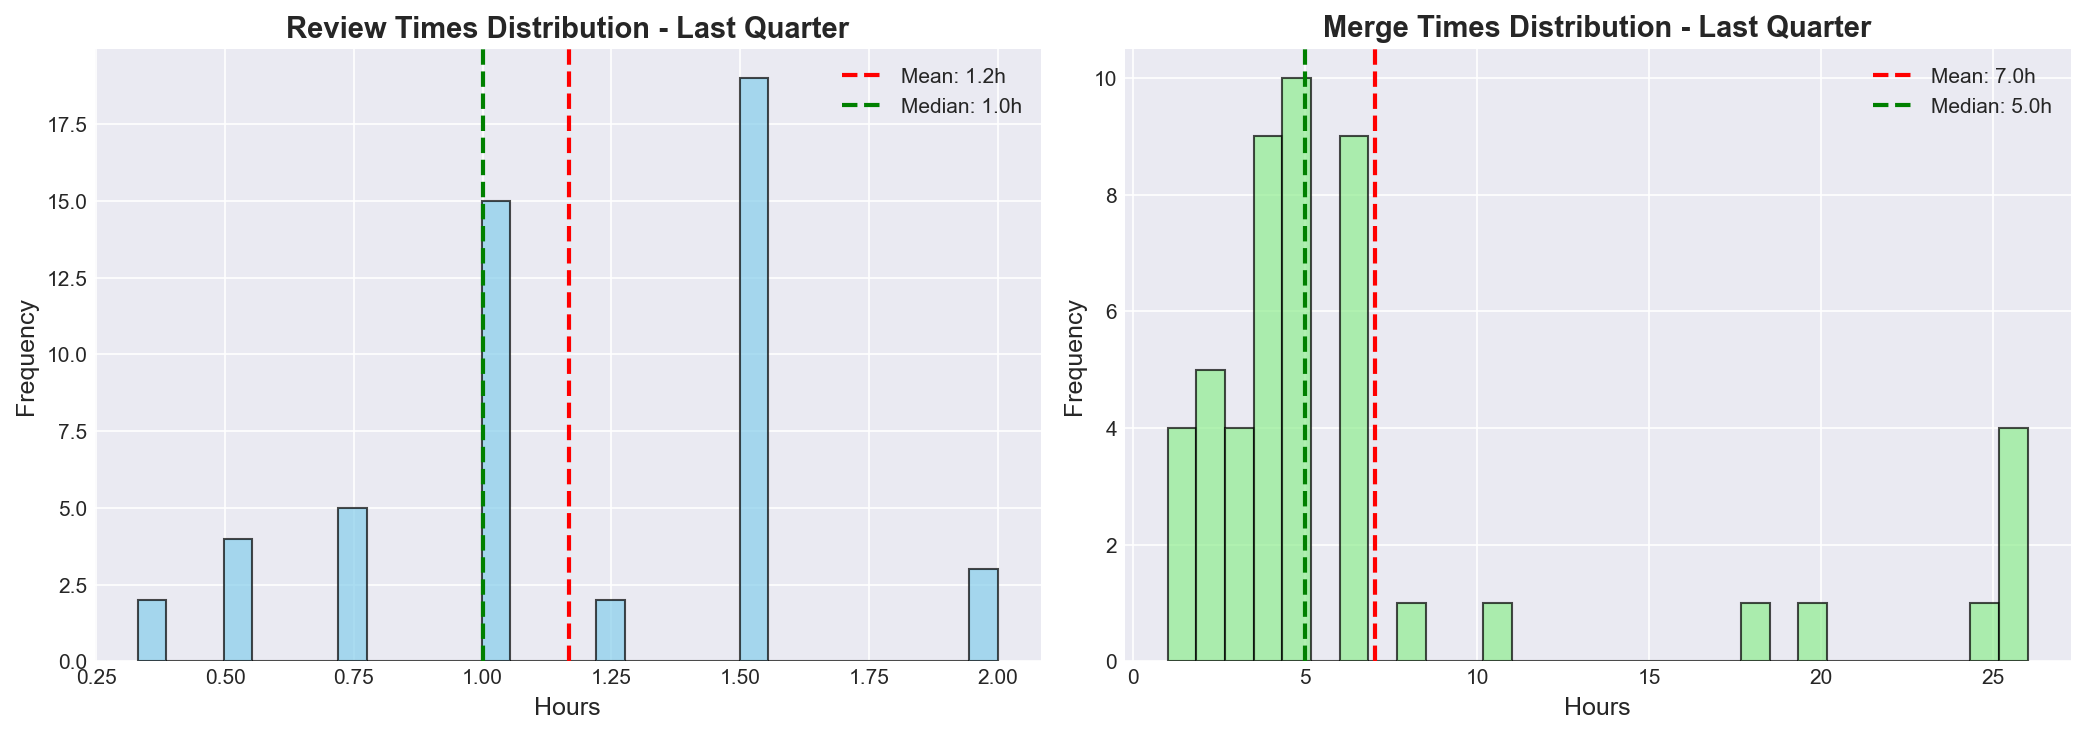 Review Times Distribution - Last Quarter
Mean: 1.2h
Median: 1.0h
Frequency
17.5
15.0
12.5
10.0
7.5
5.0
2.5
0.0
0.25 0.50 0.75 1.00 1.25 1.50 1.75 2.00
Hours
Merge Times Distribution - Last Quarter
Mean: 7.0h
Median: 5.0h
Frequency
10
8
6
4
2
0
0 5 10 15 20 25
Hours